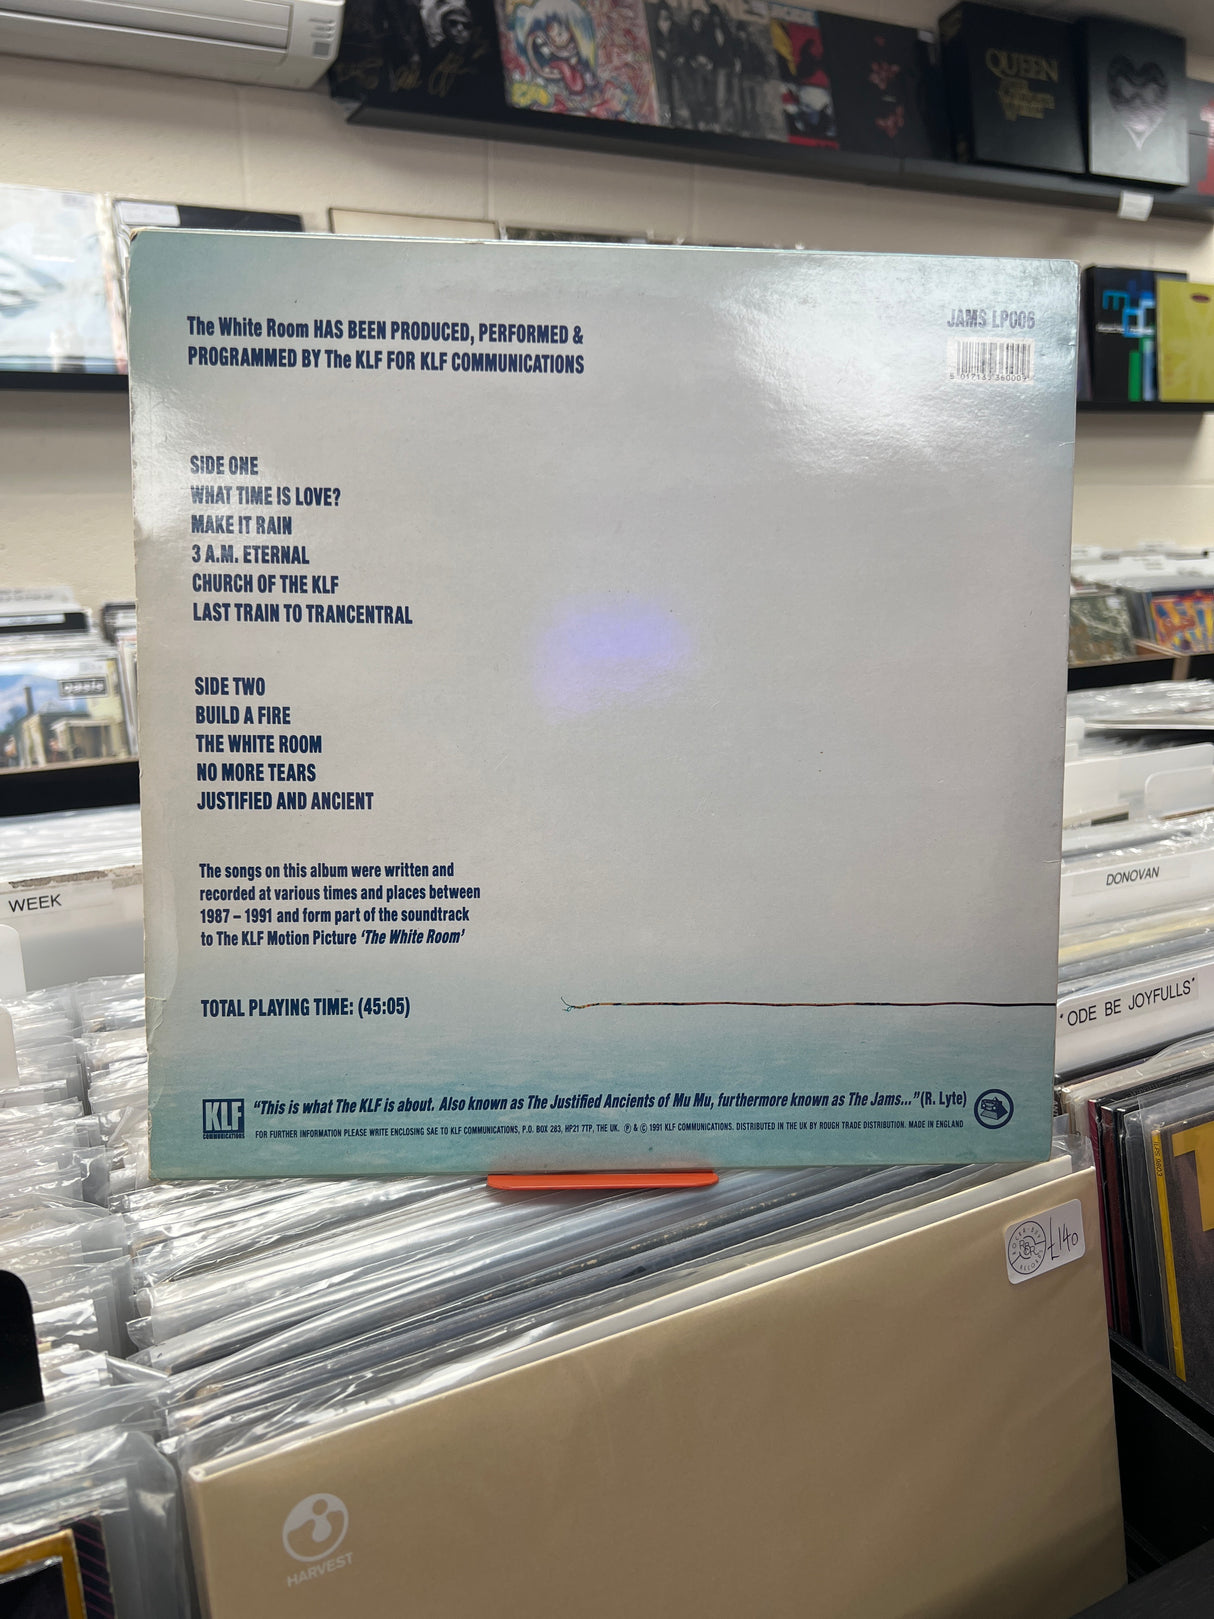 QUEEN
The White Room HAS BEEN PRODUCED, PERFORMED &
PROGRAMMED BY The KLF FOR KLF COMMUNICATIONS
JAMS LP006
SIDE ONE
WHAT TIME IS LOVE?
MAKE IT RAIN
3 A.M. ETERNAL
CHURCH OF THE KLF
LAST TRAIN TO TRANCENTRAL
SIDE TWO
BUILD A FIRE
THE WHITE ROOM
NO MORE TEARS
JUSTIFIED AND ANCIENT
The songs on this album were written and
recorded at various times and places between
1987 – 1991 and form part of the soundtrack
to The KLF Motion Picture ‘The White Room’
TOTAL PLAYING TIME: (45:05)
KLF
COMMUNICATIONS
“This is what The KLF is about. Also known as The Justified Ancients of Mu Mu, furthermore known as The Jams...” (R. Lyte)
FOR FURTHER INFORMATION PLEASE WRITE ENCLOSING SAE TO KLF COMMUNICATIONS, P.O. BOX 283, HP21 7TP, THE UK. ℗ & © 1991 KLF COMMUNICATIONS. DISTRIBUTED IN THE UK BY ROUGH TRADE DISTRIBUTION. MADE IN ENGLAND
oasis
WEEK
DONOVAN
"ODE BE JOYFULLS"
£140
HARVEST